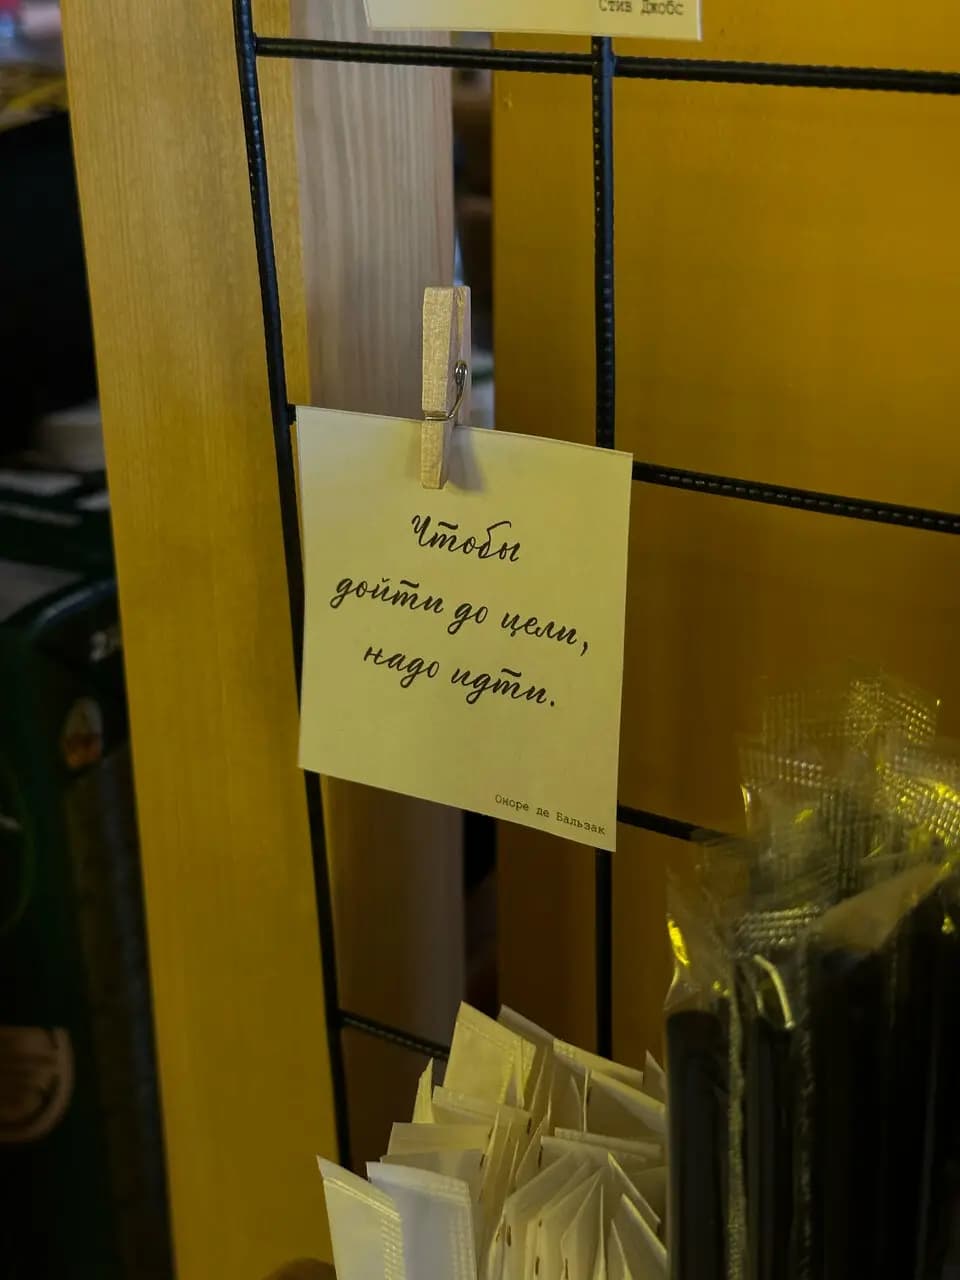 Стив Джобс
Чтобы
дойти до цели,
надо идти.
Оноре де Бальзак